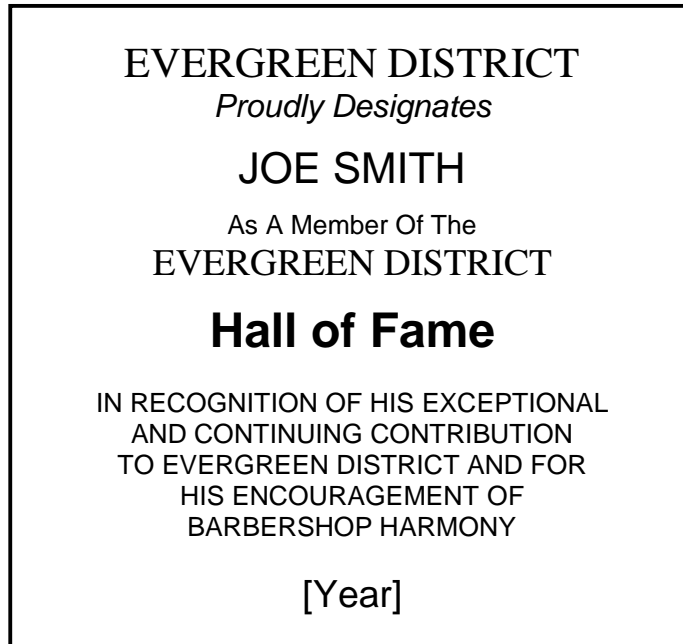 EVERGREEN DISTRICT
Proudly Designates
JOE SMITH
As A Member Of The
EVERGREEN DISTRICT
Hall of Fame
IN RECOGNITION OF HIS EXCEPTIONAL
AND CONTINUING CONTRIBUTION
TO EVERGREEN DISTRICT AND FOR
HIS ENCOURAGEMENT OF
BARBERSHOP HARMONY
[Year]